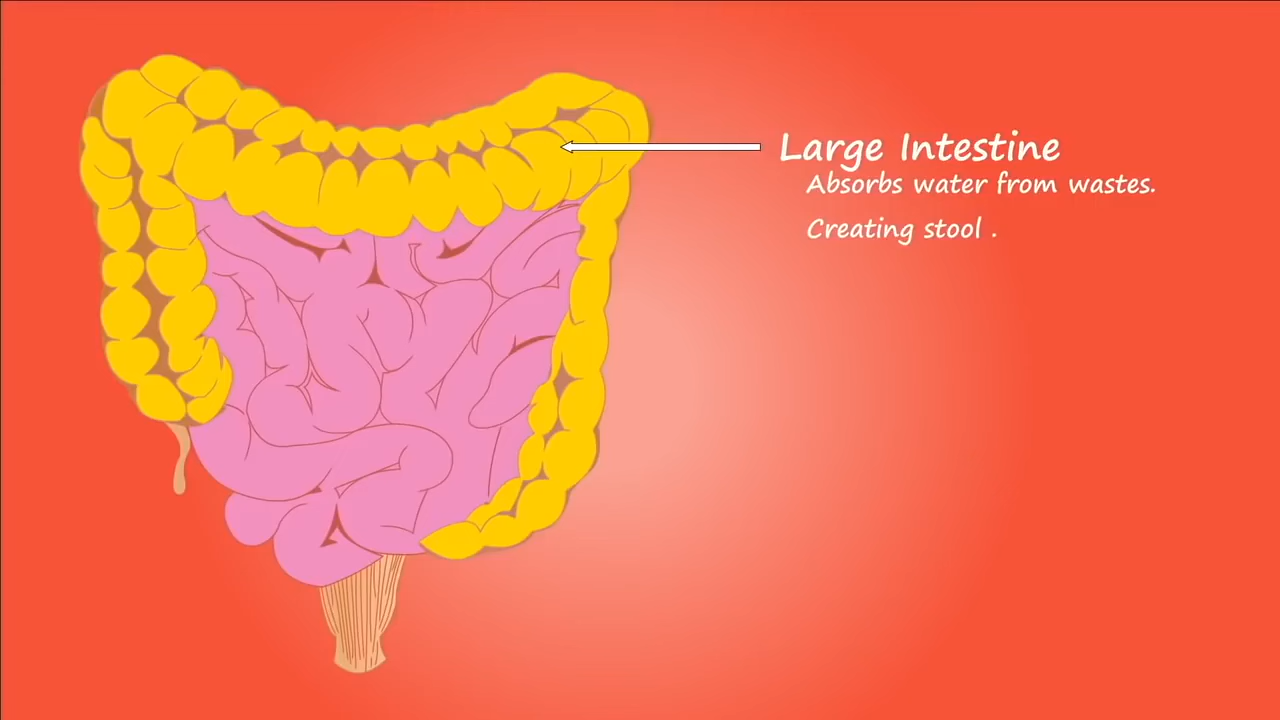 Large Intestine
Absorbs water from wastes.
Creating stool .